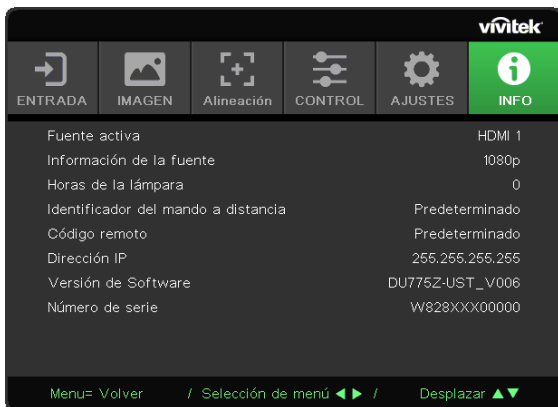 vivitek
ENTRADA IMAGEN Alineación CONTROL AJUSTES INFO
Fuente activa HDMI 1
Información de la fuente 1080p
Horas de la lámpara 0
Identificador del mando a distancia Predeterminado
Código remoto Predeterminado
Dirección IP 255.255.255.255
Versión de Software DU775Z-UST_V006
Número de serie W828XXX00000
Menu= Volver / Selección de menú ◀ ▶ / Desplazar ▲▼